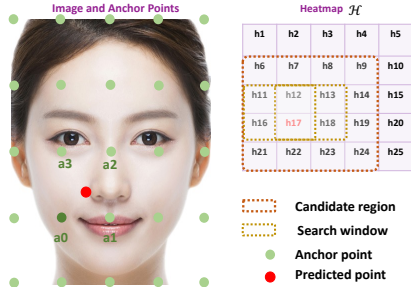 Image and Anchor Points
Heatmap ℋ
a3 a2
a0 a1
h1 h2 h3 h4 h5
h6 h7 h8 h9 h10
h11 h12 h13 h14 h15
h16 h17 h18 h19 h20
h21 h22 h23 h24 h25
Candidate region
Search window
Anchor point
Predicted point